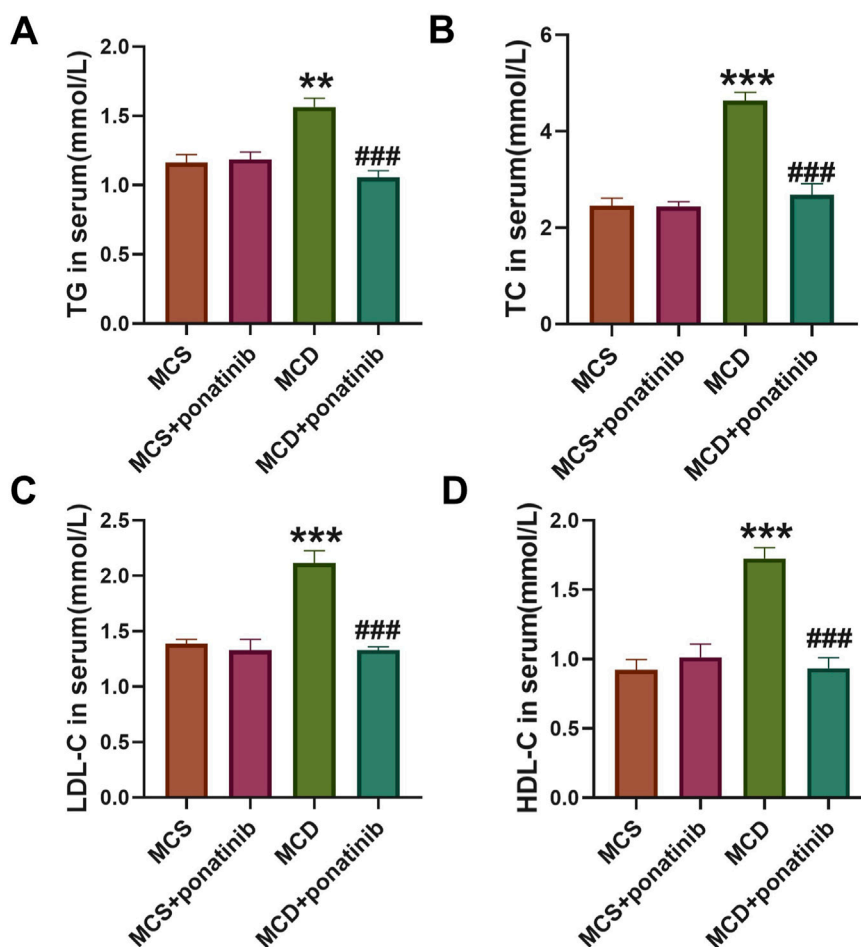 A
TG in serum(mmol/L)
2.0
1.5
1.0
0.5
0.0
**
###
MCS
MCS+ponatinib
MCD
MCD+ponatinib
B
TC in serum(mmol/L)
6
4
2
0
***
###
MCS
MCS+ponatinib
MCD
MCD+ponatinib
C
LDL-C in serum(mmol/L)
2.5
2.0
1.5
1.0
0.5
0.0
***
###
MCS
MCS+ponatinib
MCD
MCD+ponatinib
D
HDL-C in serum(mmol/L)
2.0
1.5
1.0
0.5
0.0
***
###
MCS
MCS+ponatinib
MCD
MCD+ponatinib